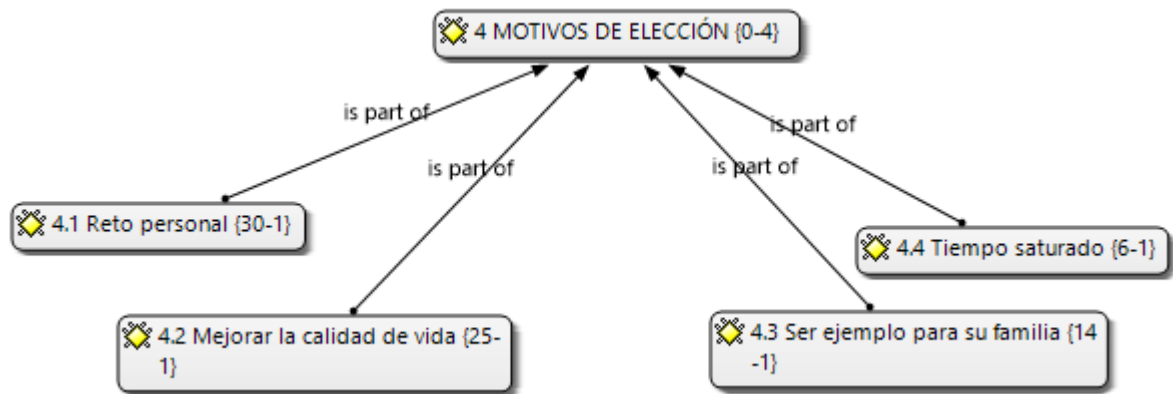 4 MOTIVOS DE ELECCIÓN {0-4}
is part of
is part of
is part of
is part of
4.1 Reto personal {30-1}
4.4 Tiempo saturado {6-1}
4.2 Mejorar la calidad de vida {25-
1}
4.3 Ser ejemplo para su familia {14
-1}